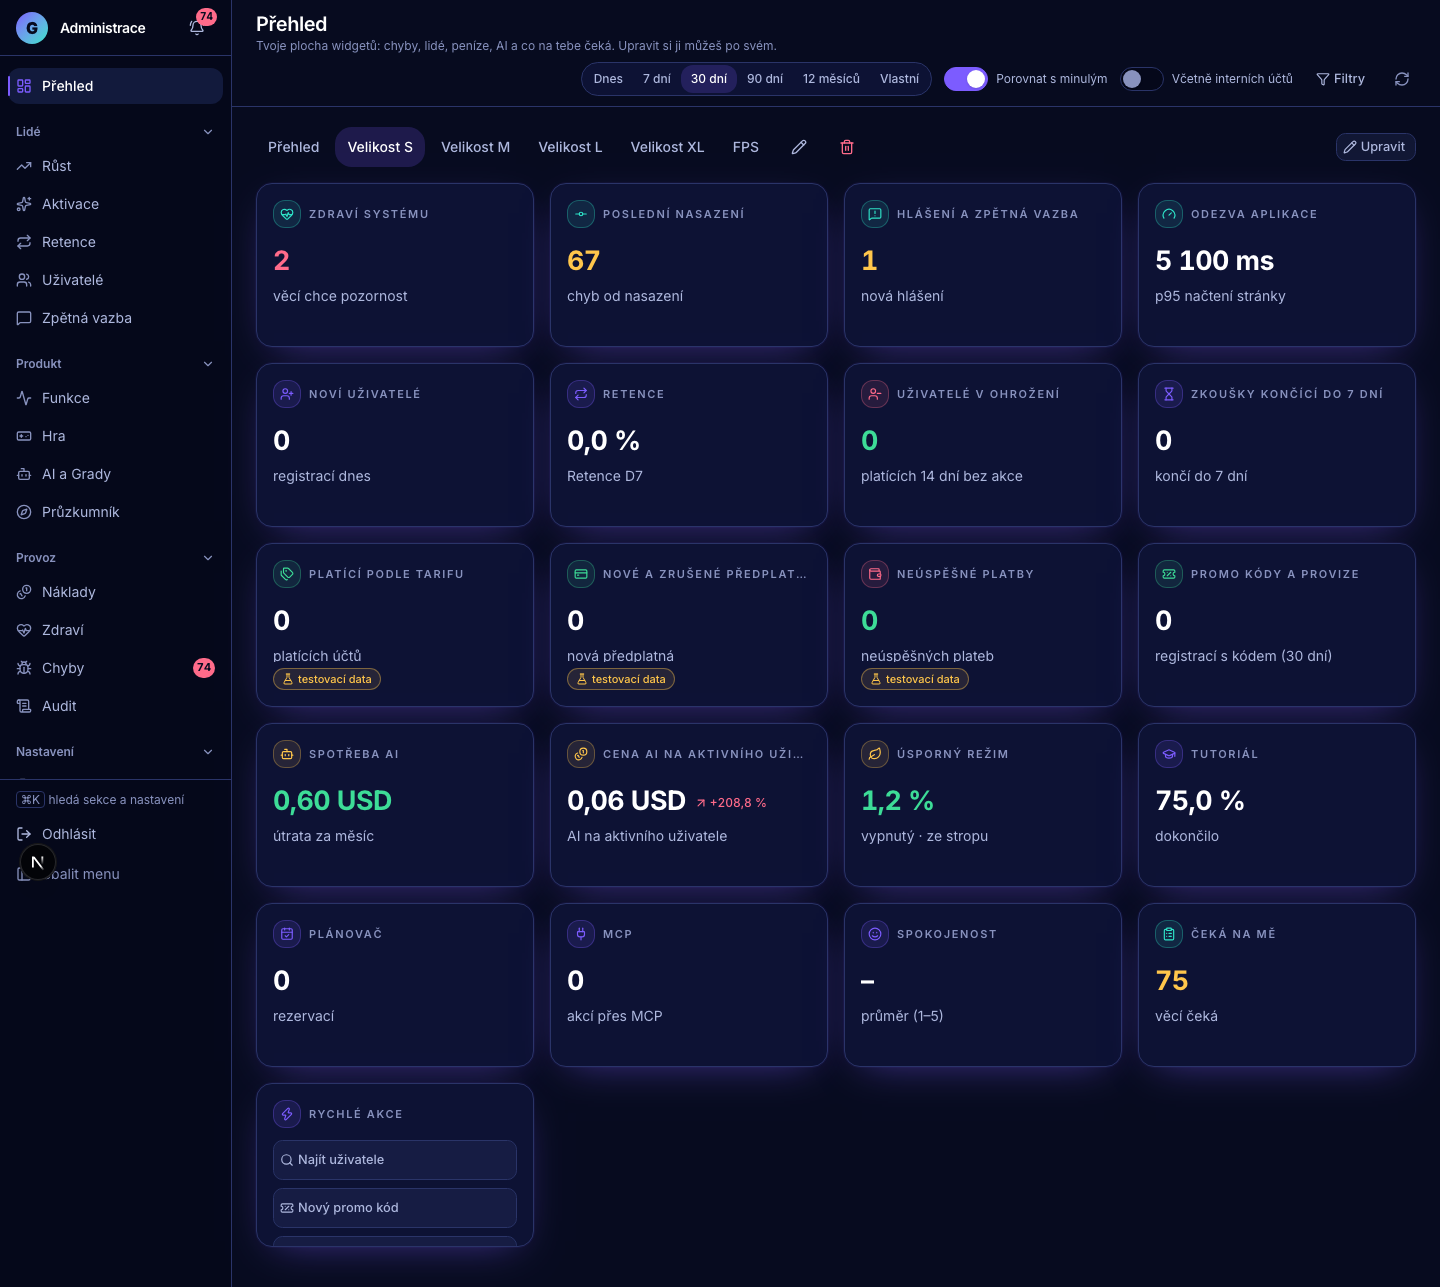 G Administrace 74
Přehled
Lidé
Růst
Aktivace
Retence
Uživatelé
Zpětná vazba
Produkt
Funkce
Hra
AI a Grady
Průzkumník
Provoz
Náklady
Zdraví
Chyby 74
Audit
Nastavení
⌘K hledá sekce a nastavení
Odhlásit
N
balit menu
Přehled
Tvoje plocha widgetů: chyby, lidé, peníze, AI a co na tebe čeká. Upravit si ji můžeš po svém.
Dnes 7 dní 30 dní 90 dní 12 měsíců Vlastní Porovnat s minulým Včetně interních účtů Filtry
Přehled Velikost S Velikost M Velikost L Velikost XL FPS Upravit
ZDRAVÍ SYSTÉMU
2
věcí chce pozornost
POSLEDNÍ NASAZENÍ
67
chyb od nasazení
HLÁŠENÍ A ZPĚTNÁ VAZBA
1
nová hlášení
ODEZVA APLIKACE
5 100 ms
p95 načtení stránky
NOVÍ UŽIVATELÉ
0
registrací dnes
RETENCE
0,0 %
Retence D7
UŽIVATELÉ V OHROŽENÍ
0
platících 14 dní bez akce
ZKOUŠKY KONČÍCÍ DO 7 DNÍ
0
končí do 7 dní
PLATÍCÍ PODLE TARIFU
0
platících účtů
testovací data
NOVÉ A ZRUŠENÉ PŘEDPLAT…
0
nová předplatná
testovací data
NEÚSPĚŠNÉ PLATBY
0
neúspěšných plateb
testovací data
PROMO KÓDY A PROVIZE
0
registrací s kódem (30 dní)
SPOTŘEBA AI
0,60 USD
útrata za měsíc
CENA AI NA AKTIVNÍHO UŽI…
0,06 USD +208,8 %
AI na aktivního uživatele
ÚSPORNÝ REŽIM
1,2 %
vypnutý · ze stropu
TUTORIÁL
75,0 %
dokončilo
PLÁNOVAČ
0
rezervací
MCP
0
akcí přes MCP
SPOKOJENOST
–
průměr (1–5)
ČEKÁ NA MĚ
75
věcí čeká
RYCHLÉ AKCE
Najít uživatele
Nový promo kód